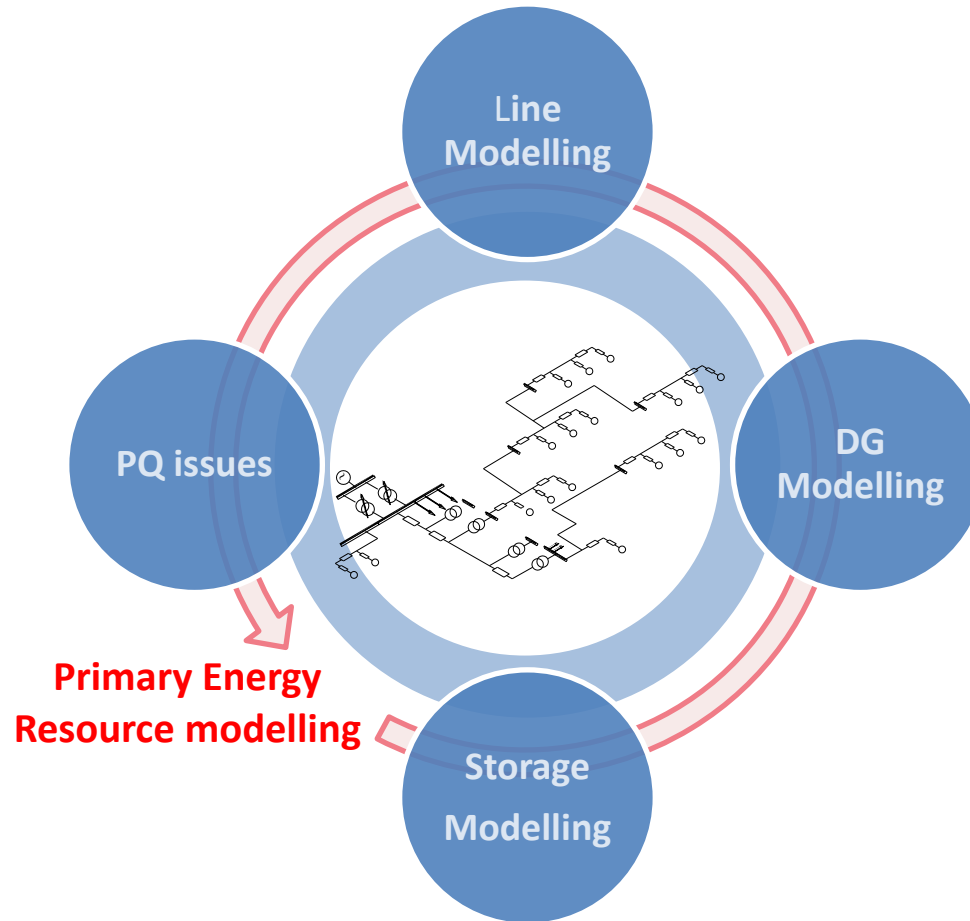 Line
Modelling
PQ issues
DG
Modelling
Primary Energy
Resource modelling
Storage
Modelling